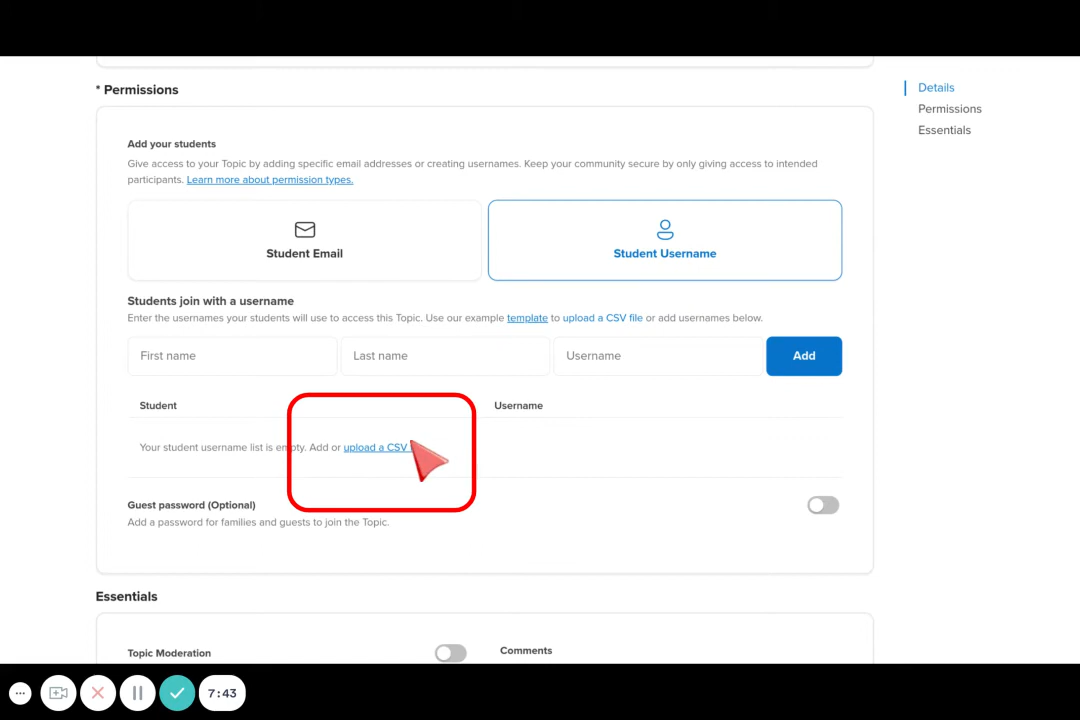 * Permissions
Details
Permissions
Essentials
Add your students
Give access to your Topic by adding specific email addresses or creating usernames. Keep your community secure by only giving access to intended
participants. Learn more about permission types.
Student Email
Student Username
Students join with a username
Enter the usernames your students will use to access this Topic. Use our example template to upload a CSV file or add usernames below.
First name
Last name
Username
Add
Student
Username
Your student username list is empty. Add or upload a CSV
Guest password (Optional)
Add a password for families and guests to join the Topic.
Essentials
Topic Moderation
Comments
7:43